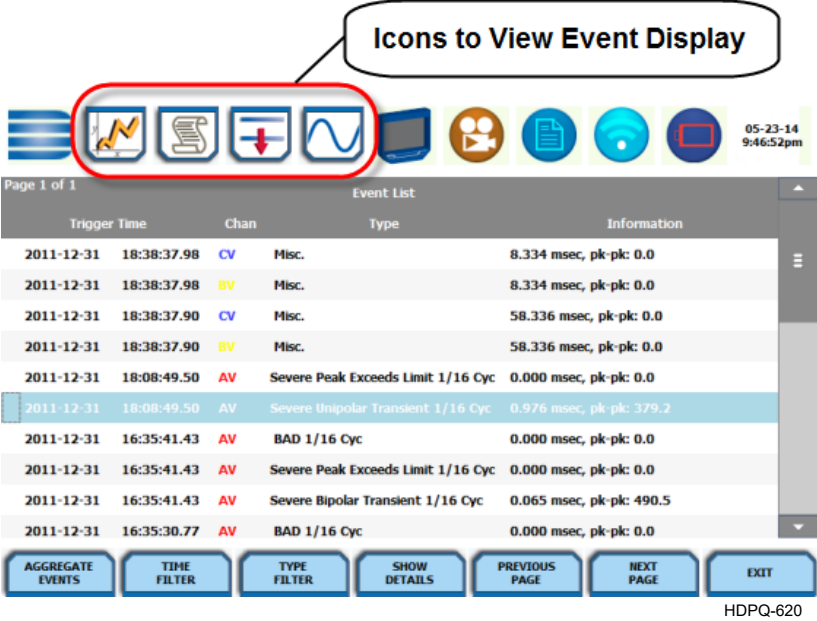 Icons to View Event Display
05-23-14
9:46:52pm
Page 1 of 1
Event List
Trigger Time Chan Type Information
2011-12-31 18:38:37.98 CV Misc. 8.334 msec, pk-pk: 0.0
2011-12-31 18:38:37.98 BV Misc. 8.334 msec, pk-pk: 0.0
2011-12-31 18:38:37.90 CV Misc. 58.336 msec, pk-pk: 0.0
2011-12-31 18:38:37.90 BV Misc. 58.336 msec, pk-pk: 0.0
2011-12-31 18:08:49.50 AV Severe Peak Exceeds Limit 1/16 Cyc 0.000 msec, pk-pk: 0.0
2011-12-31 18:08:49.50 AV Severe Unipolar Transient 1/16 Cyc 0.976 msec, pk-pk: 379.2
2011-12-31 16:35:41.43 AV BAD 1/16 Cyc 0.000 msec, pk-pk: 0.0
2011-12-31 16:35:41.43 AV Severe Peak Exceeds Limit 1/16 Cyc 0.000 msec, pk-pk: 0.0
2011-12-31 16:35:41.43 AV Severe Bipolar Transient 1/16 Cyc 0.065 msec, pk-pk: 490.5
2011-12-31 16:35:30.77 AV BAD 1/16 Cyc 0.000 msec, pk-pk: 0.0
AGGREGATE EVENTS
TIME FILTER
TYPE FILTER
SHOW DETAILS
PREVIOUS PAGE
NEXT PAGE
EXIT
HDPQ-620